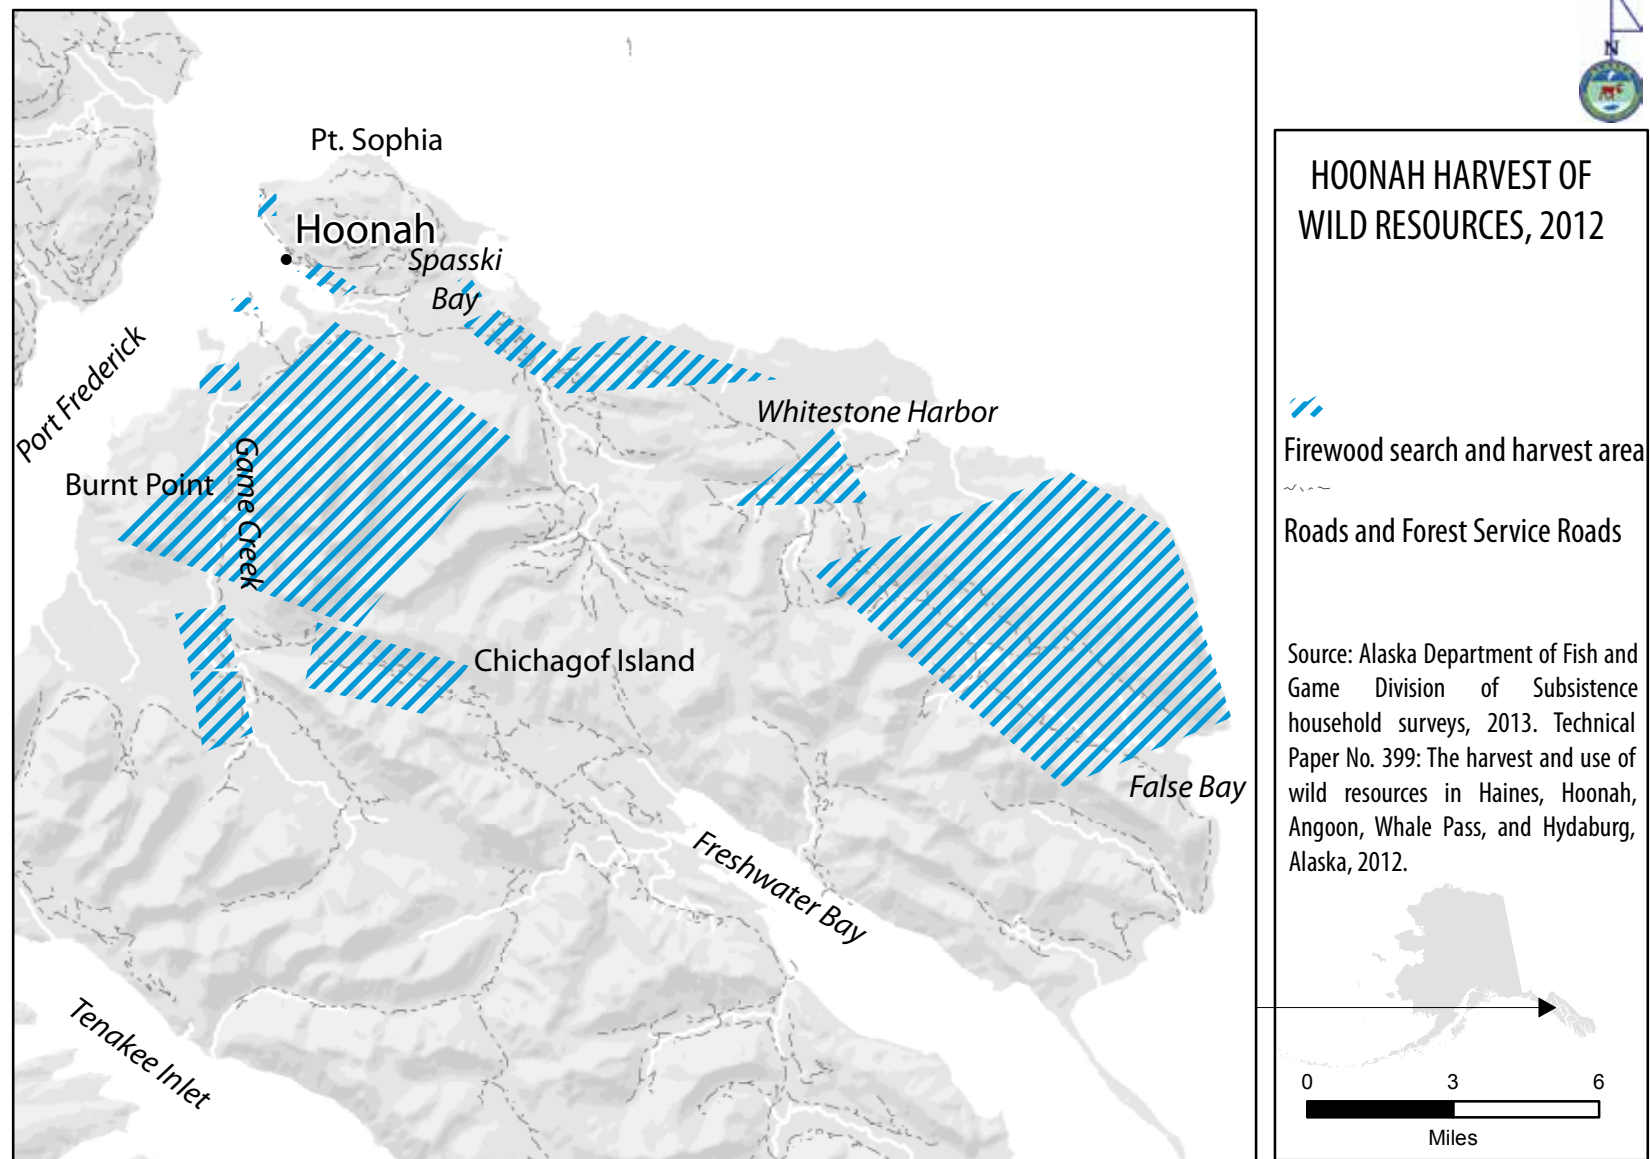 N
ALASKA
Pt. Sophia
Hoonah
Spasski
Bay
Port Frederick
Whitestone Harbor
Burnt Point
Game Creek
Chichagof Island
False Bay
Freshwater Bay
Tenakee Inlet
HOONAH HARVEST OF
WILD RESOURCES, 2012
Firewood search and harvest area
Roads and Forest Service Roads
Source: Alaska Department of Fish and
Game Division of Subsistence
household surveys, 2013. Technical
Paper No. 399: The harvest and use of
wild resources in Haines, Hoonah,
Angoon, Whale Pass, and Hydaburg,
Alaska, 2012.
0 3 6
Miles